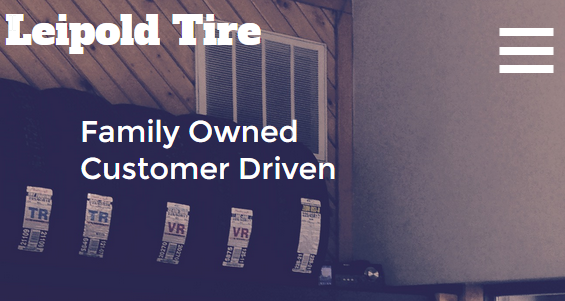 Leipold Tire
Family Owned
Customer Driven
TR
TR
VR
VR